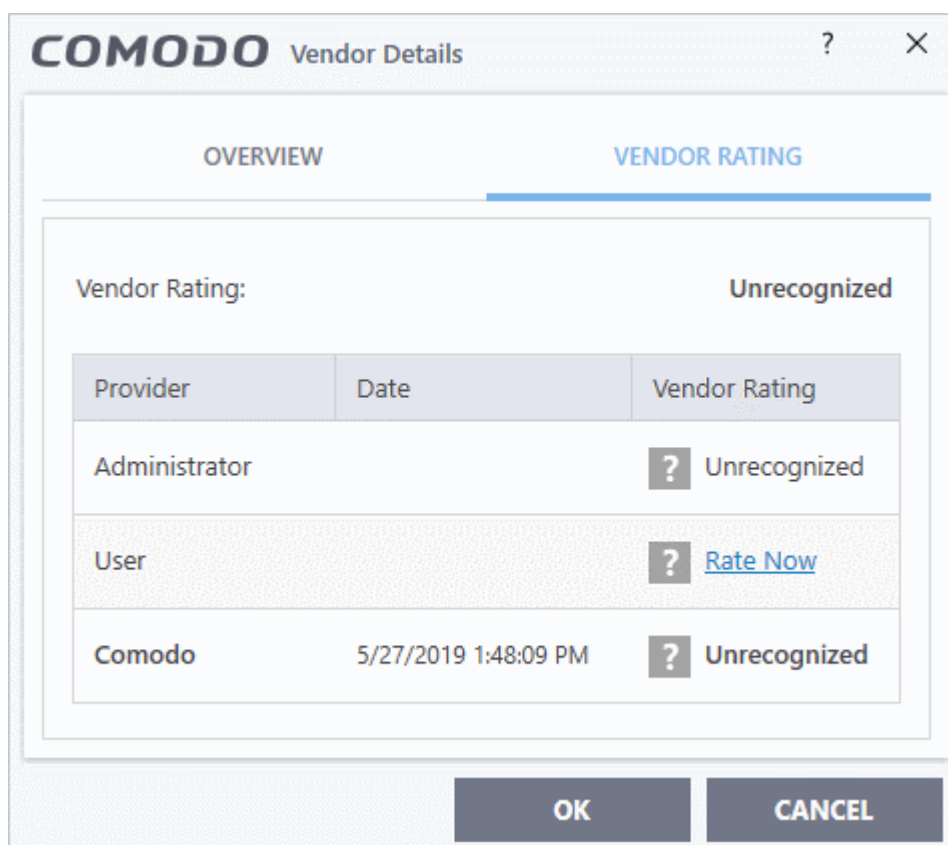 COMODO Vendor Details ? ×
OVERVIEW VENDOR RATING
Vendor Rating: Unrecognized
Provider Date Vendor Rating
Administrator ? Unrecognized
User ? Rate Now
Comodo 5/27/2019 1:48:09 PM ? Unrecognized
OK CANCEL